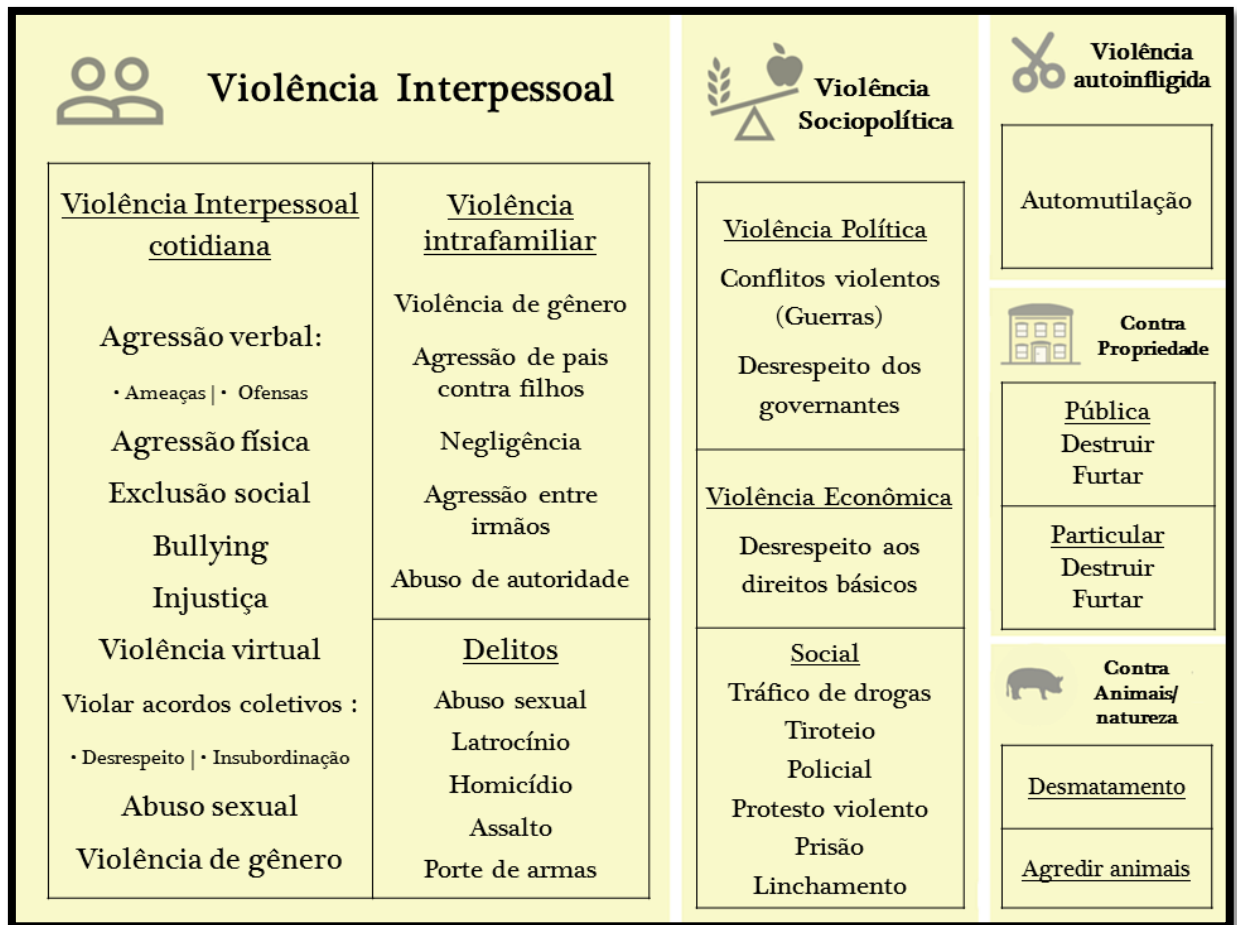 Violência Interpessoal
Violência Interpessoal
cotidiana
Agressão verbal:
• Ameaças | • Ofensas
Agressão física
Exclusão social
Bullying
Injustiça
Violência virtual
Violar acordos coletivos :
• Desrespeito | • Insubordinação
Abuso sexual
Violência de gênero
Violência
intrafamiliar
Violência de gênero
Agressão de pais
contra filhos
Negligência
Agressão entre
irmãos
Abuso de autoridade
Delitos
Abuso sexual
Latrocínio
Homicídio
Assalto
Porte de armas
Violência
Sociopolítica
Violência Política
Conflitos violentos
(Guerras)
Desrespeito dos
governantes
Violência Econômica
Desrespeito aos
direitos básicos
Social
Tráfico de drogas
Tiroteio
Policial
Protesto violento
Prisão
Linchamento
Violência
autoinfligida
Automutilação
Contra
Propriedade
Pública
Destruir
Furtar
Particular
Destruir
Furtar
Contra
Animais/
natureza
Desmatamento
Agredir animais